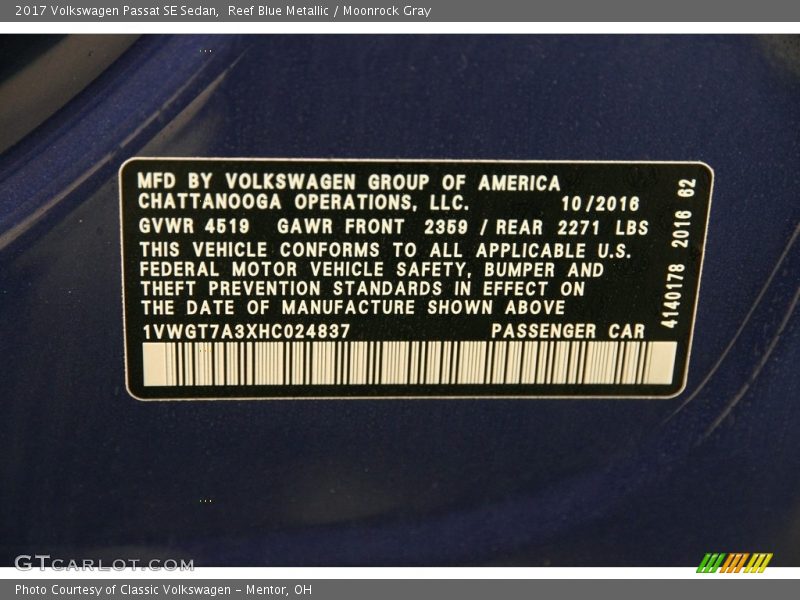 2017 Volkswagen Passat SE Sedan,  Reef Blue Metallic / Moonrock Gray
MFD BY VOLKSWAGEN GROUP OF AMERICA
CHATTANOOGA OPERATIONS, LLC. 10/2016
GVWR 4519 GAWR FRONT 2359 / REAR 2271 LBS
THIS VEHICLE CONFORMS TO ALL APPLICABLE U.S.
FEDERAL MOTOR VEHICLE SAFETY, BUMPER AND
THEFT PREVENTION STANDARDS IN EFFECT ON
THE DATE OF MANUFACTURE SHOWN ABOVE
1VWGT7A3XHC024837 PASSENGER CAR
4140178 2016 62
GTCARLOT.COM
Photo Courtesy of Classic Volkswagen – Mentor, OH